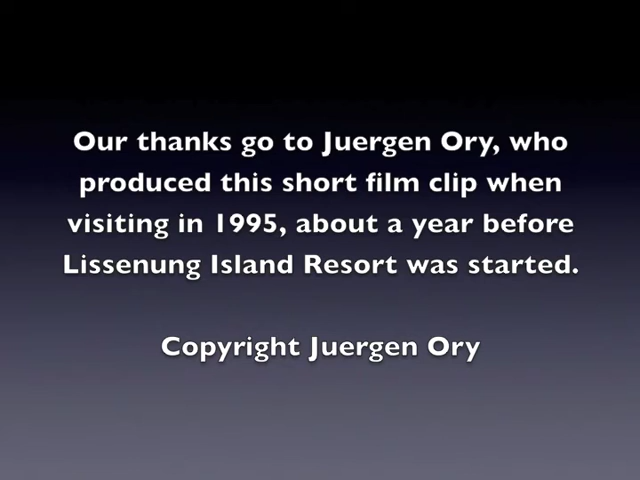 Our thanks go to Juergen Ory, who
produced this short film clip when
visiting in 1995, about a year before
Lissenung Island Resort was started.
Copyright Juergen Ory